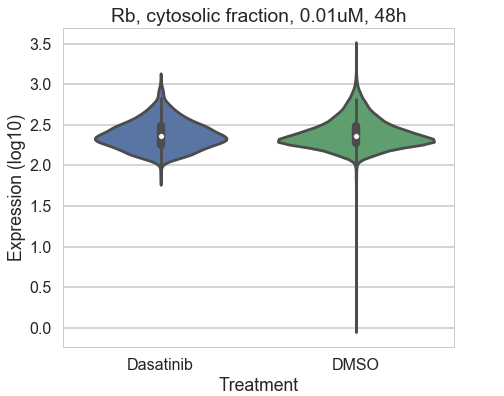 Rb, cytosolic fraction, 0.01uM, 48h
3.5
3.0
2.5
2.0
1.5
1.0
0.5
0.0
Expression (log10)
Dasatinib DMSO
Treatment